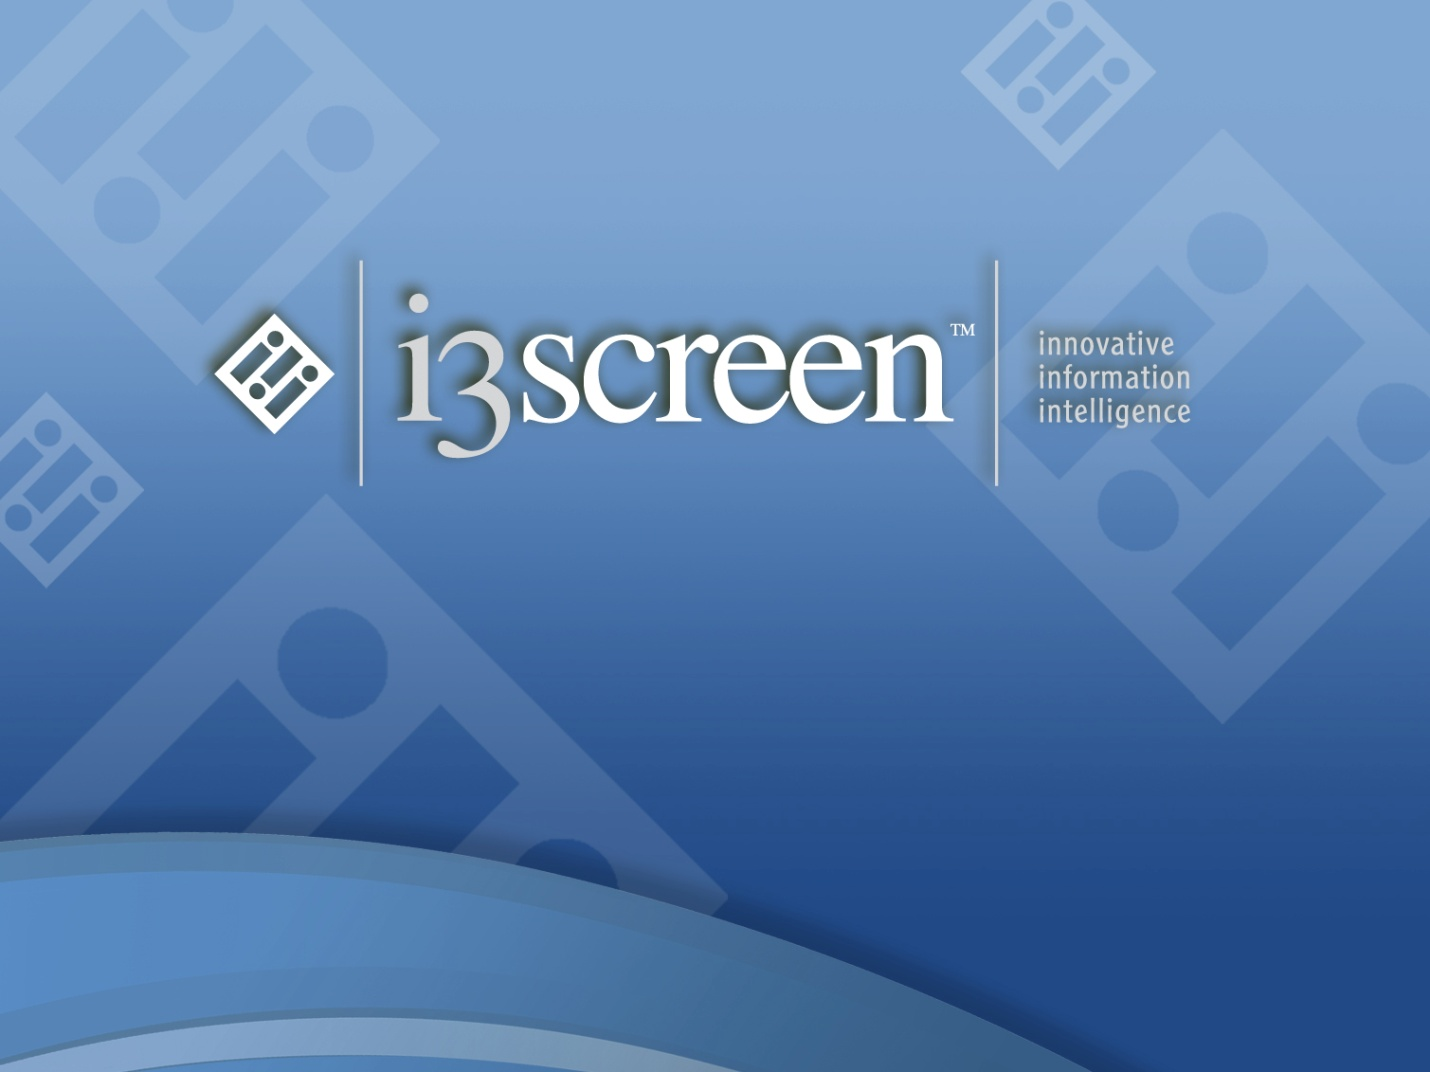 i3screen™
innovative
information
intelligence